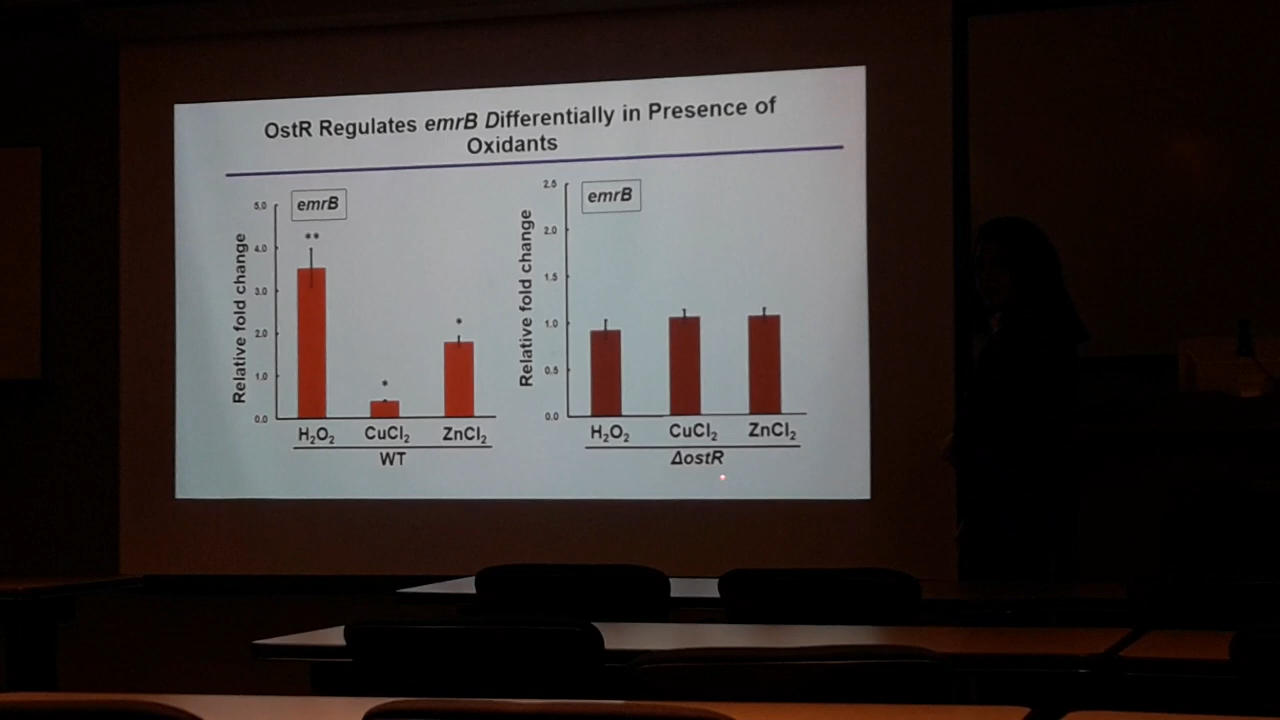 OstR Regulates emrB Differentially in Presence of
Oxidants
emrB
Relative fold change
5.0
4.0
3.0
2.0
1.0
0.0
**
*
*
H₂O₂ CuCl₂ ZnCl₂
WT
emrB
Relative fold change
2.5
2.0
1.5
1.0
0.5
0.0
H₂O₂ CuCl₂ ZnCl₂
ΔostR